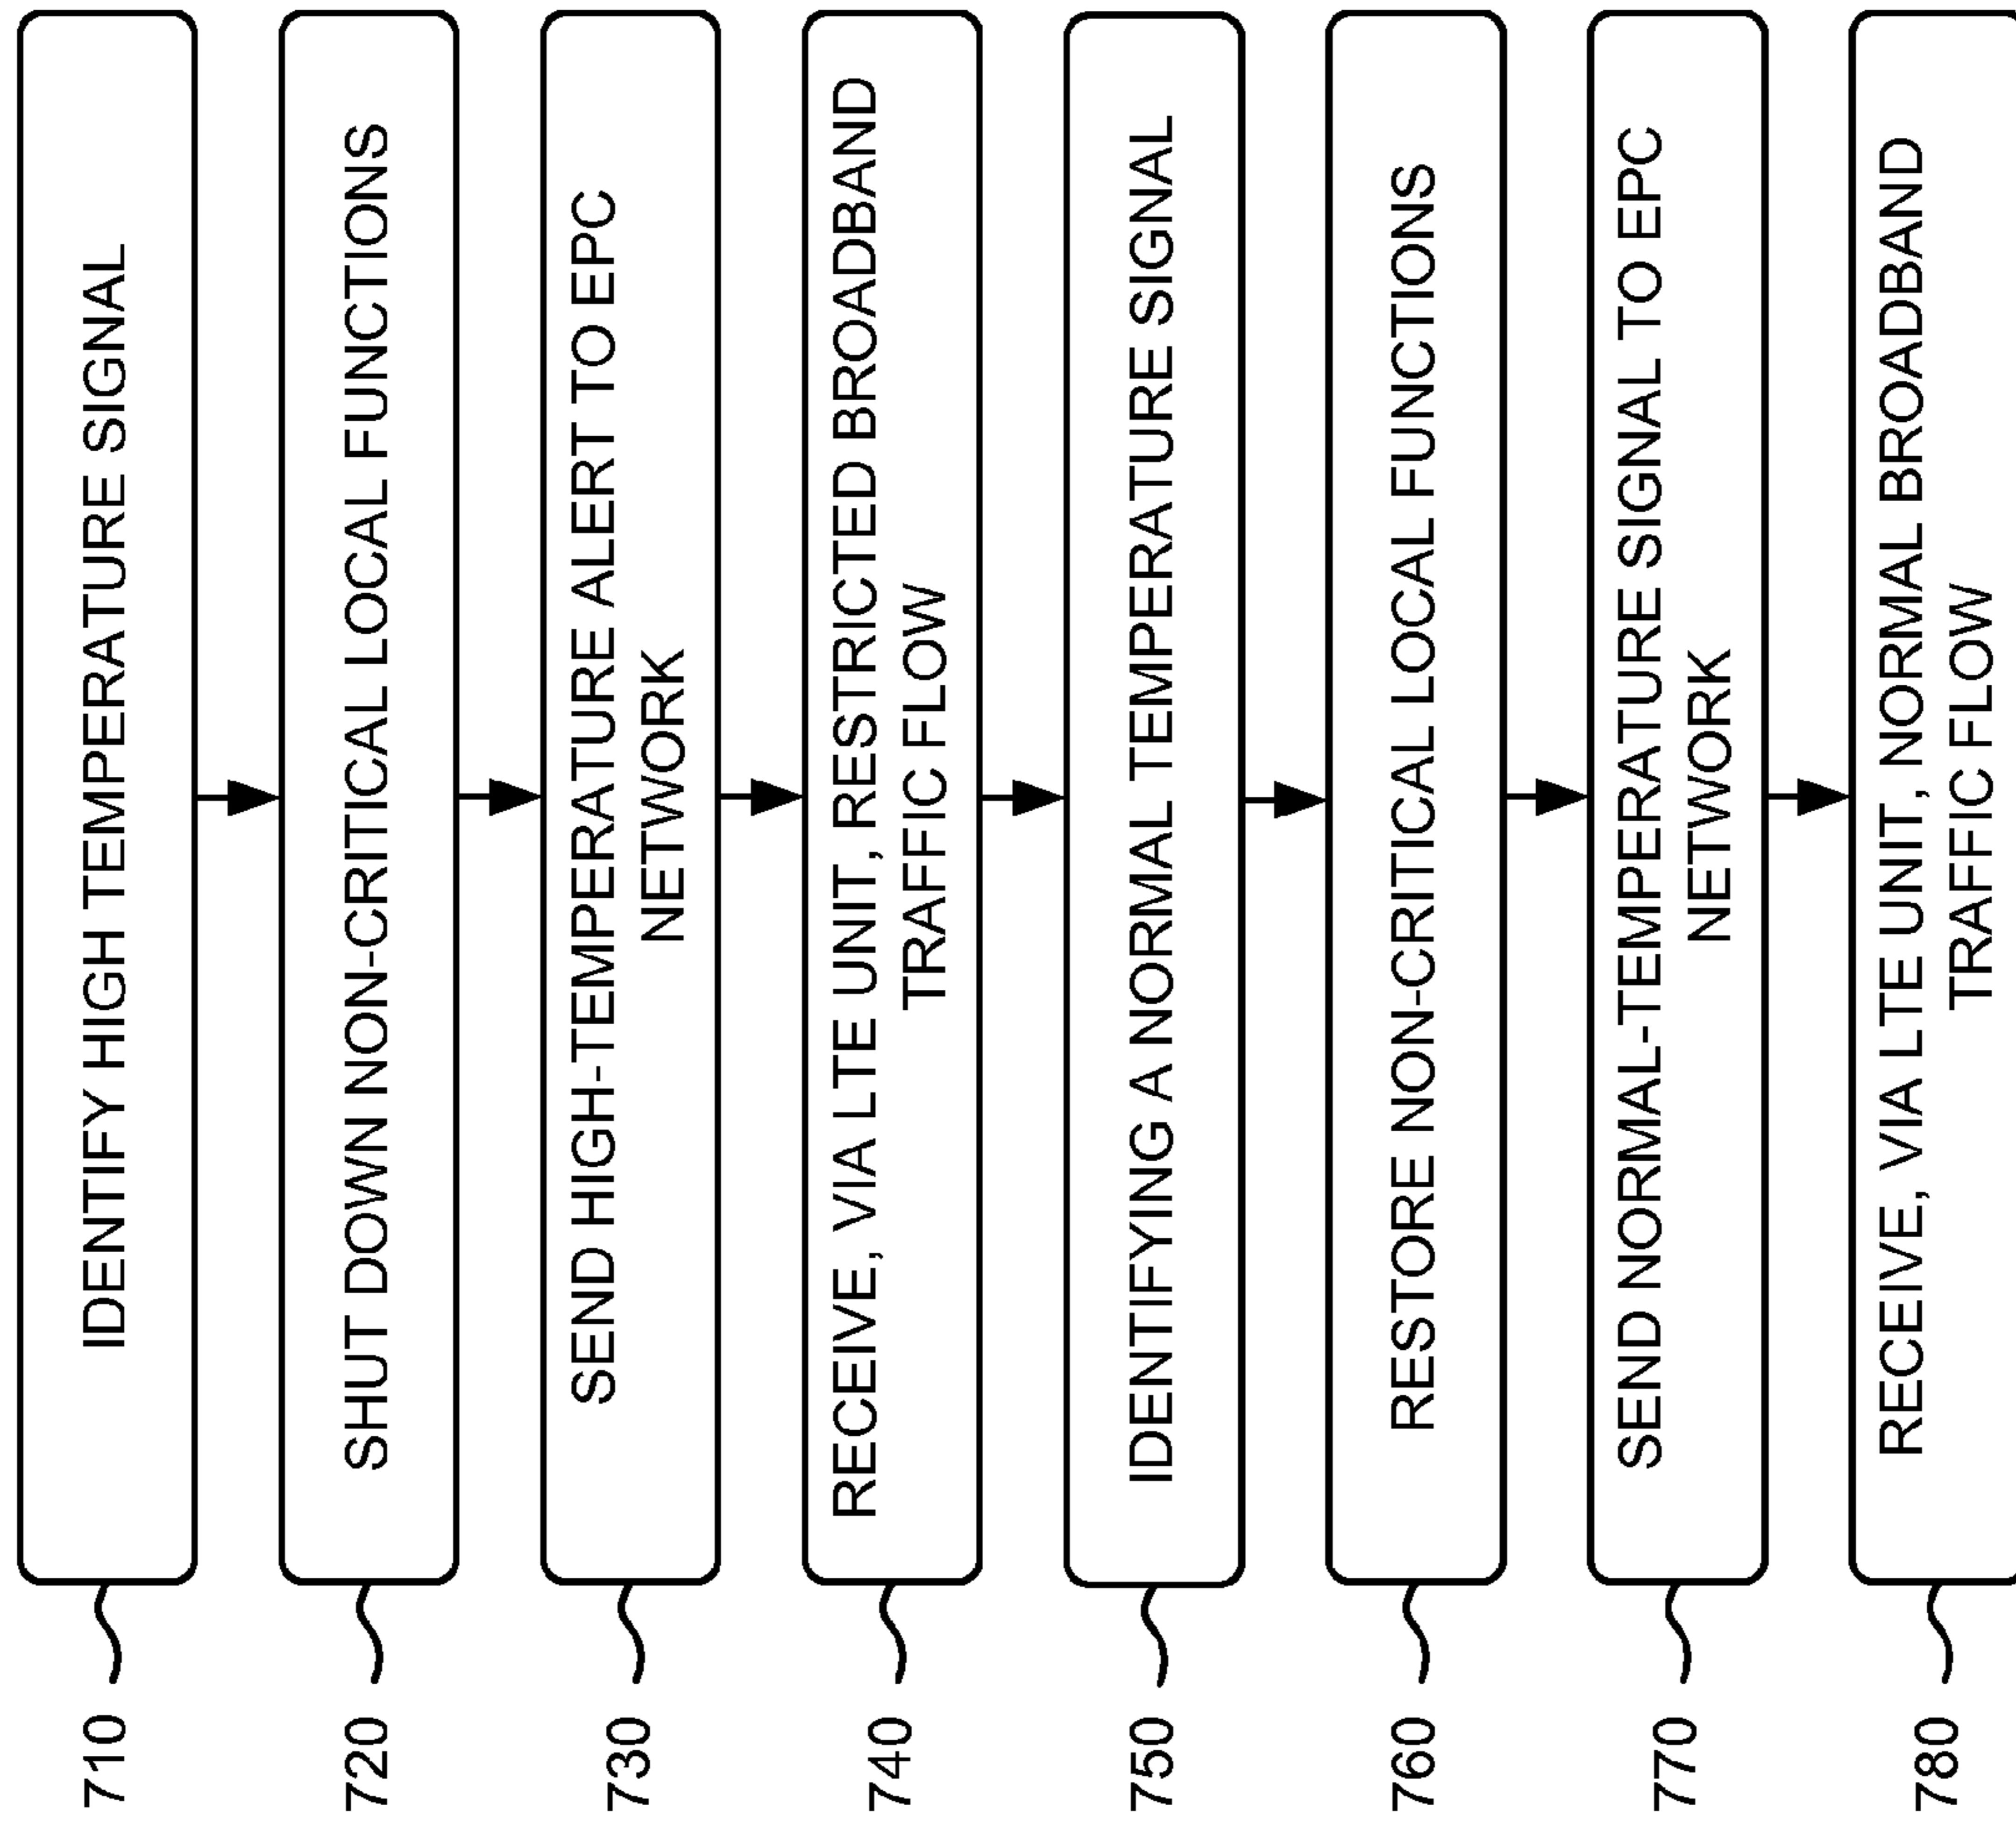 710
IDENTIFY HIGH TEMPERATURE SIGNAL
720
SHUT DOWN NON-CRITICAL LOCAL FUNCTIONS
730
SEND HIGH-TEMPERATURE ALERT TO EPC
NETWORK
740
RECEIVE, VIA LTE UNIT, RESTRICTED BROADBAND
TRAFFIC FLOW
750
IDENTIFYING A NORMAL TEMPERATURE SIGNAL
760
RESTORE NON-CRITICAL LOCAL FUNCTIONS
770
SEND NORMAL-TEMPERATURE SIGNAL TO EPC
NETWORK
780
RECEIVE, VIA LTE UNIT, NORMAL BROADBAND
TRAFFIC FLOW